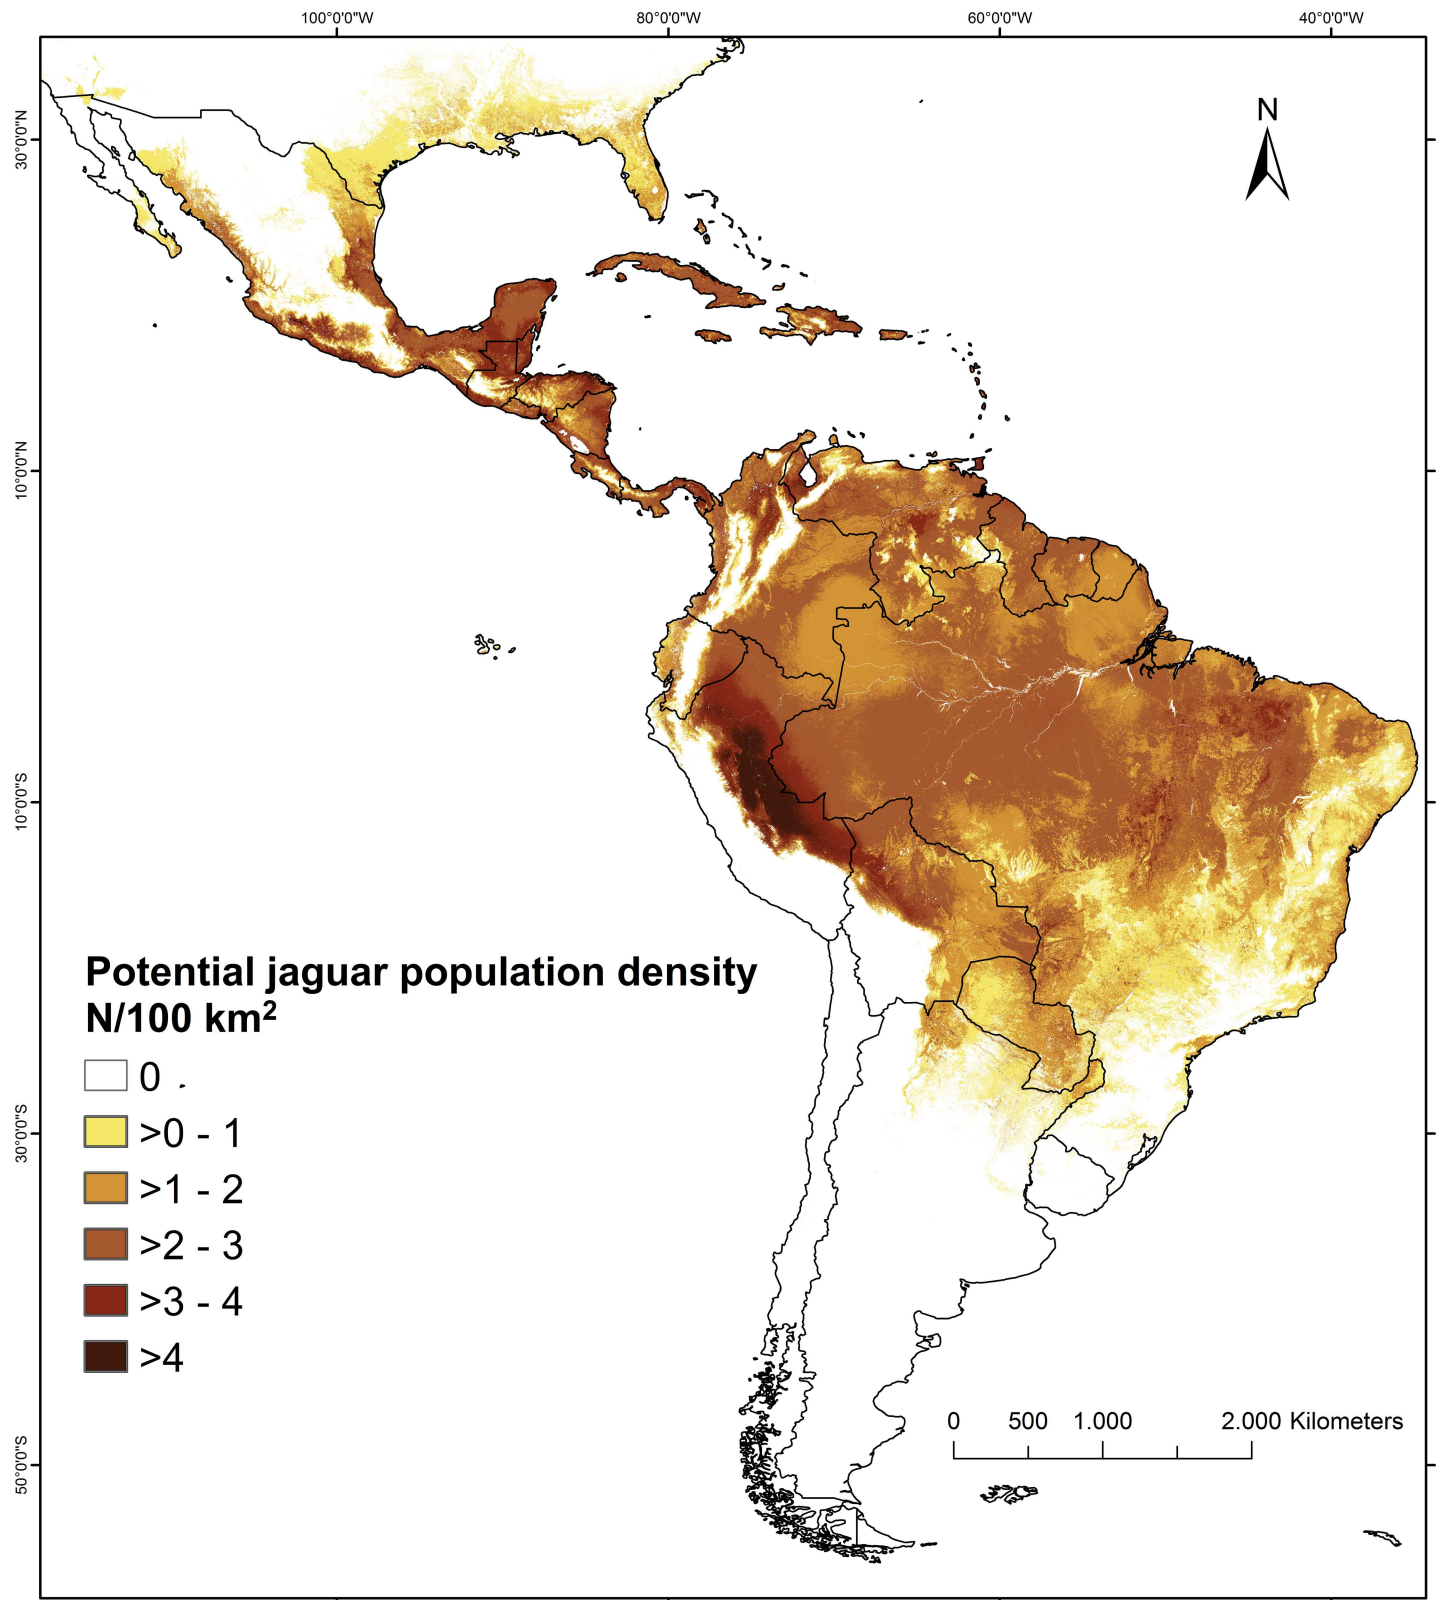 100°0'0"W 80°0'0"W 60°0'0"W 40°0'0"W
N
30°0'0"N
10°0'0"N
10°0'0"S
30°0'0"S
50°0'0"S
Potential jaguar population density
N/100 km²
0
>0 - 1
>1 - 2
>2 - 3
>3 - 4
>4
0 500 1.000 2.000 Kilometers